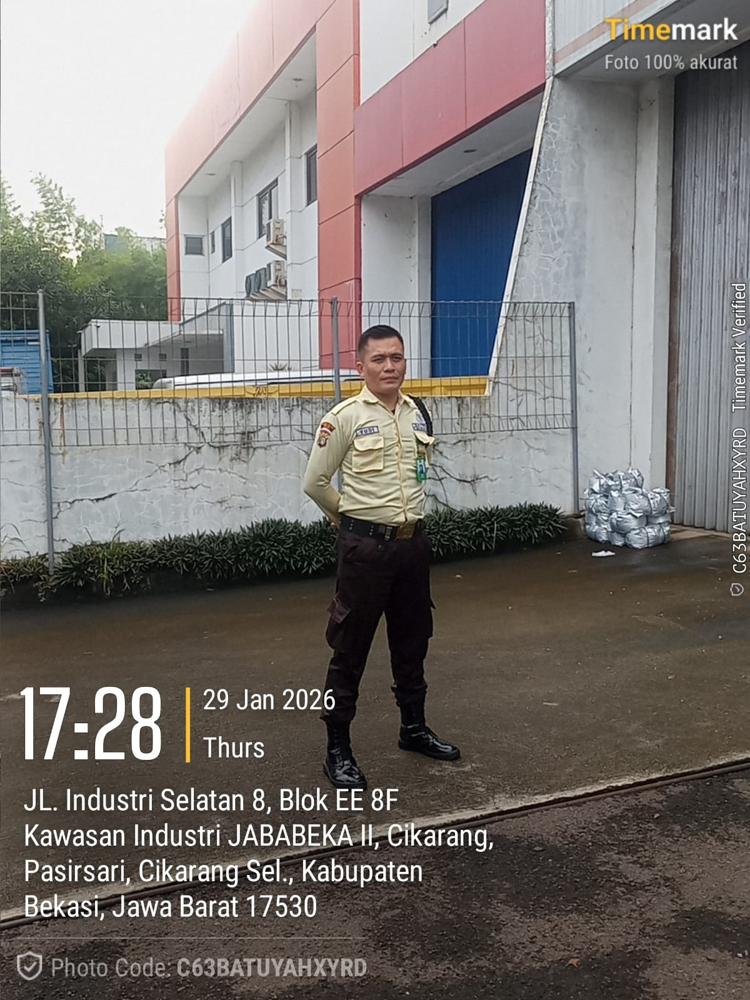 Timemark
Foto 100% akurat
YUDI
C63BATUYAHXYRD Timemark Verified
17:28
29 Jan 2026
Thurs
JL. Industri Selatan 8, Blok EE 8F
Kawasan Industri JABABEKA II, Cikarang,
Pasirsari, Cikarang Sel., Kabupaten
Bekasi, Jawa Barat 17530
Photo Code: C63BATUYAHXYRD